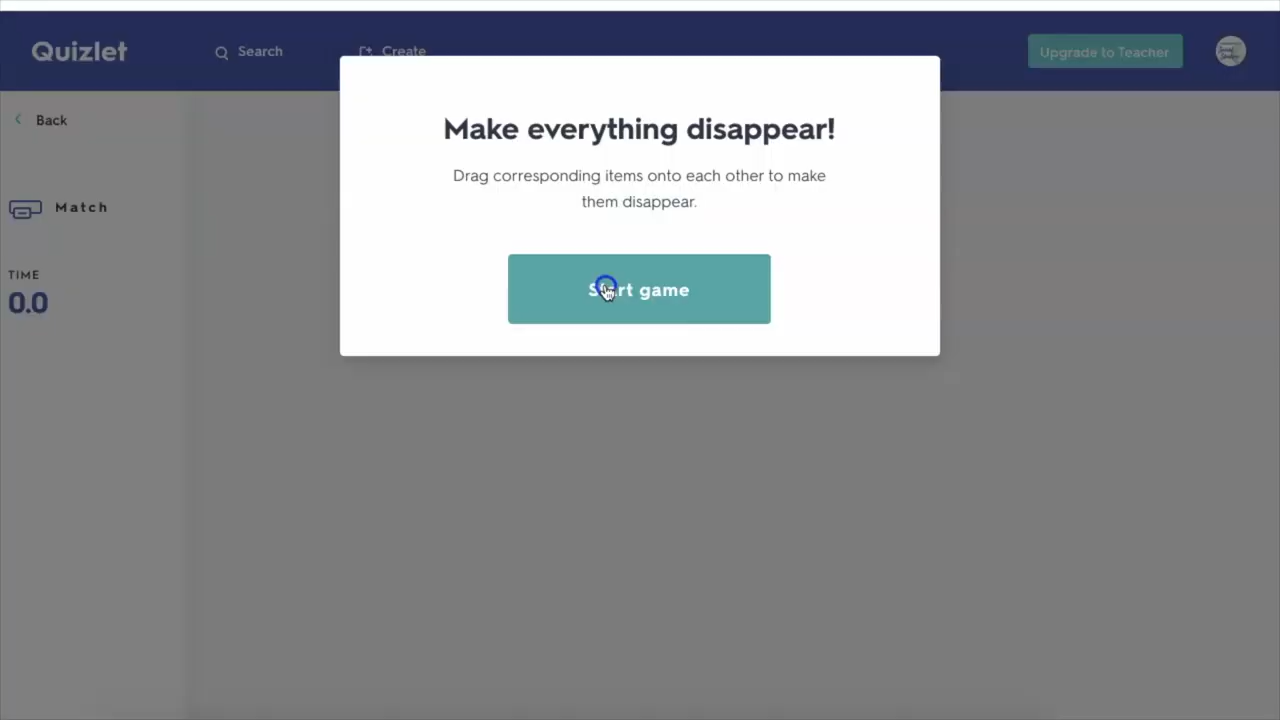 Quizlet
Search
Create
Upgrade to Teacher
Back
Match
TIME
0.0
Make everything disappear!
Drag corresponding items onto each other to make
them disappear.
Start game